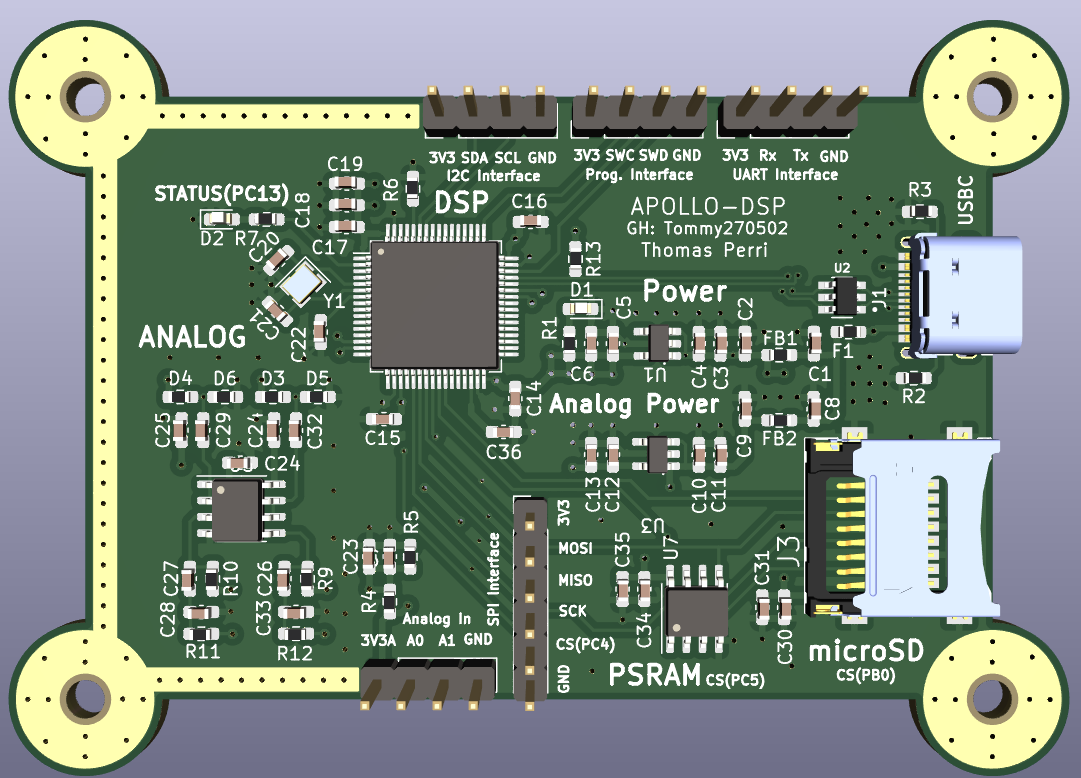 3V3 SDA SCL GND
I2C Interface
3V3 SWC SWD GND
Prog. Interface
3V3 Rx Tx GND
UART Interface
C19
R6
STATUS(PC13)
D2
R7
C18
C17
DSP
C16
APOLLO-DSP
GH: Tommy270502
Thomas Perri
R3
USBC
C20
Y1
C21
C22
R13
D1
Power
U2
J1
ANALOG
R1
C5
C6
U1
C4
C3
C2
FB1
C1
F1
R2
D4
D6
D3
D5
C25
C29
C24
C32
C15
C14
C36
Analog Power
C9
FB2
C8
C24
C13
C12
C10
C11
U3
3V3
MOSI
MISO
SCK
CS(PC4)
GND
SPI Interface
C23
R5
R4
Analog In
3V3A A0 A1 GND
C27
R10
C26
R9
C28
R11
C33
R12
C35
U7
C34
C31
C30
J3
PSRAM
CS(PC5)
microSD
CS(PB0)